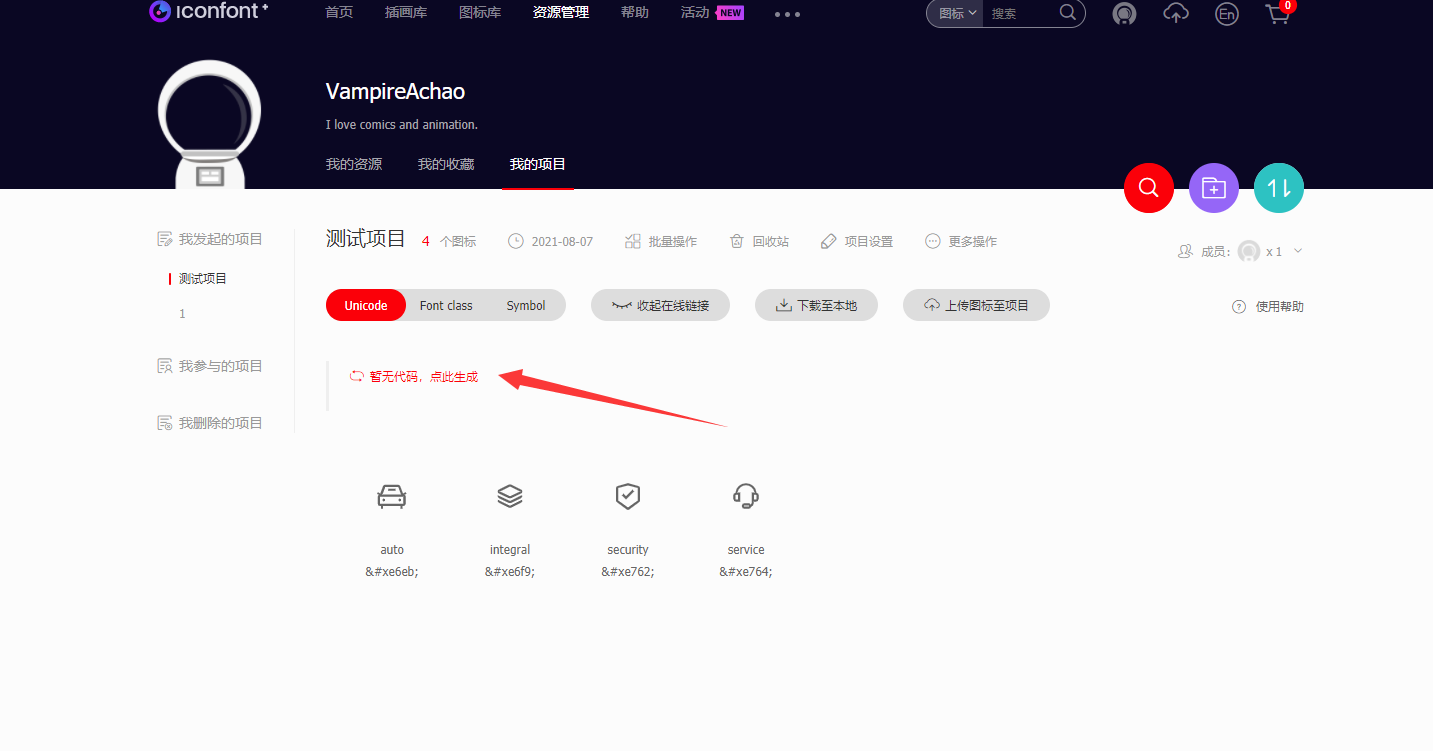 iconfont+ 首页 插画库 图标库 资源管理 帮助 活动 NEW 图标 搜索 En 0
VampireAchao
I love comics and animation.
我的资源 我的收藏 我的项目
我发起的项目
测试项目
1
我参与的项目
我删除的项目
测试项目 4 个图标 2021-08-07 批量操作 回收站 项目设置 更多操作
成员: x 1
Unicode Font class Symbol 收起在线链接 下载至本地 上传图标至项目 使用帮助
暂无代码，点此生成
auto integral security service
&#xe6eb; &#xe6f9; &#xe762; &#xe764;